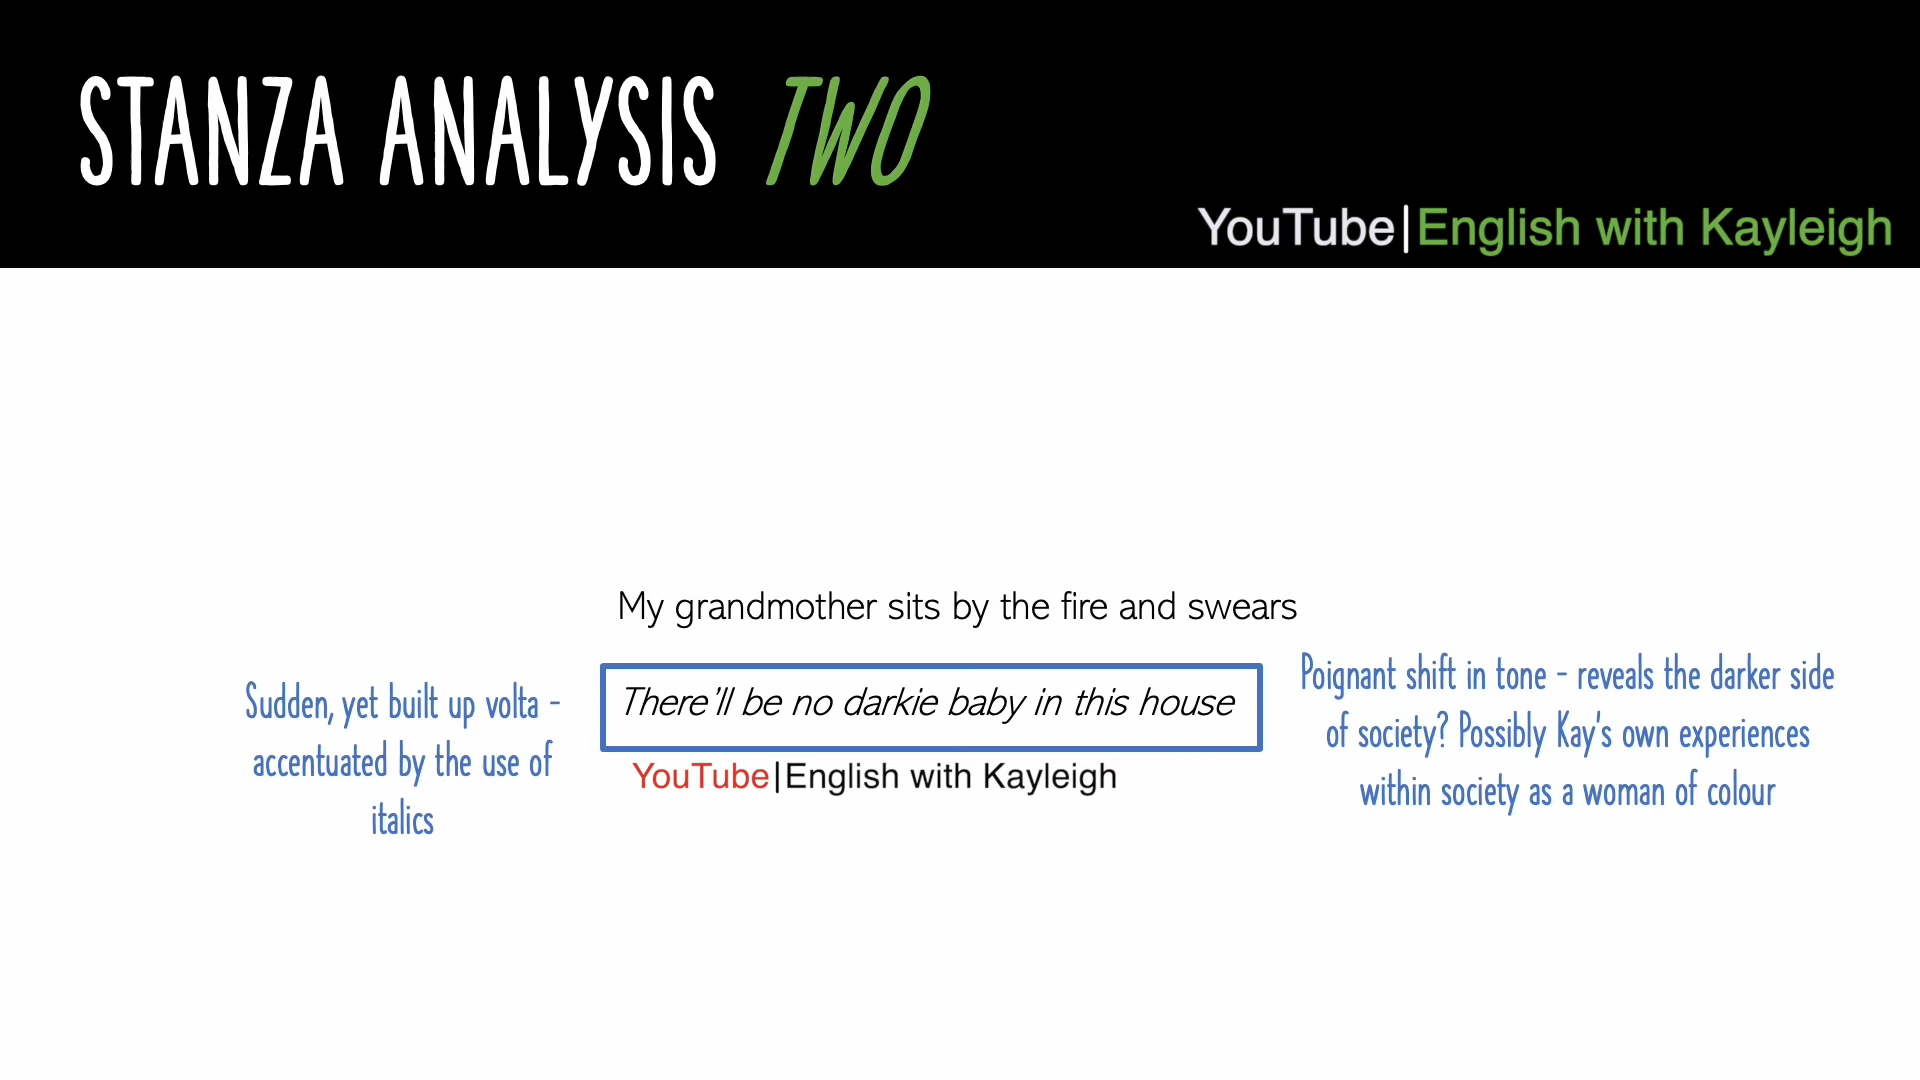 STANZA ANALYSIS TWO
YouTube|English with Kayleigh
My grandmother sits by the fire and swears
There'll be no darkie baby in this house
YouTube|English with Kayleigh
Sudden, yet built up volta -
accentuated by the use of
italics
Poignant shift in tone - reveals the darker side
of society? Possibly Kay's own experiences
within society as a woman of colour